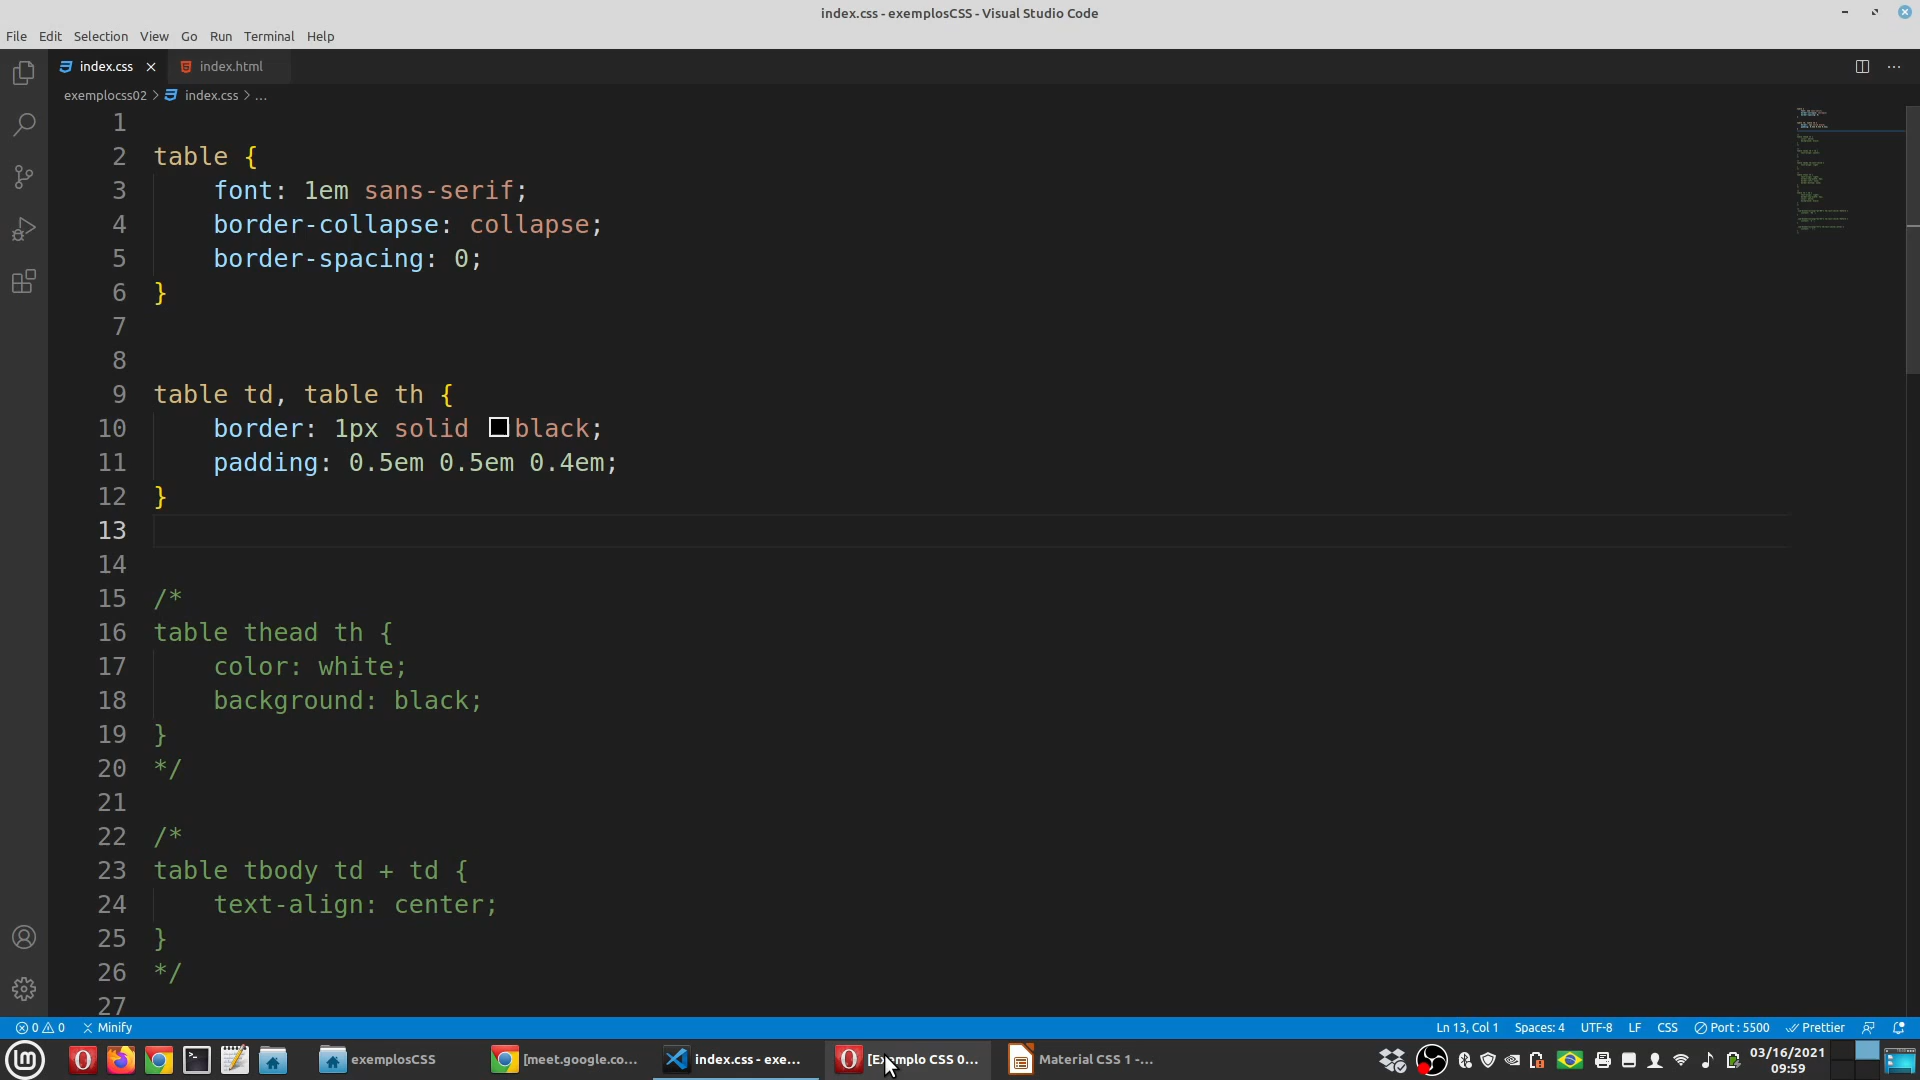 index.css - exemplosCSS - Visual Studio Code
File Edit Selection View Go Run Terminal Help
index.css index.html
exemplocss02 > index.css > ...
1
2 table {
3 font: 1em sans-serif;
4 border-collapse: collapse;
5 border-spacing: 0;
6 }
7
8
9 table td, table th {
10 border: 1px solid black;
11 padding: 0.5em 0.5em 0.4em;
12 }
13
14
15 /*
16 table thead th {
17 color: white;
18 background: black;
19 }
20 */
21
22 /*
23 table tbody td + td {
24 text-align: center;
25 }
26 */
27
0 0 Minify Ln 13, Col 1 Spaces: 4 UTF-8 LF CSS Port : 5500 Prettier
exemplosCSS [meet.google.co... index.css - exe... [Exemplo CSS 0... Material CSS 1 -... 03/16/2021
09:59